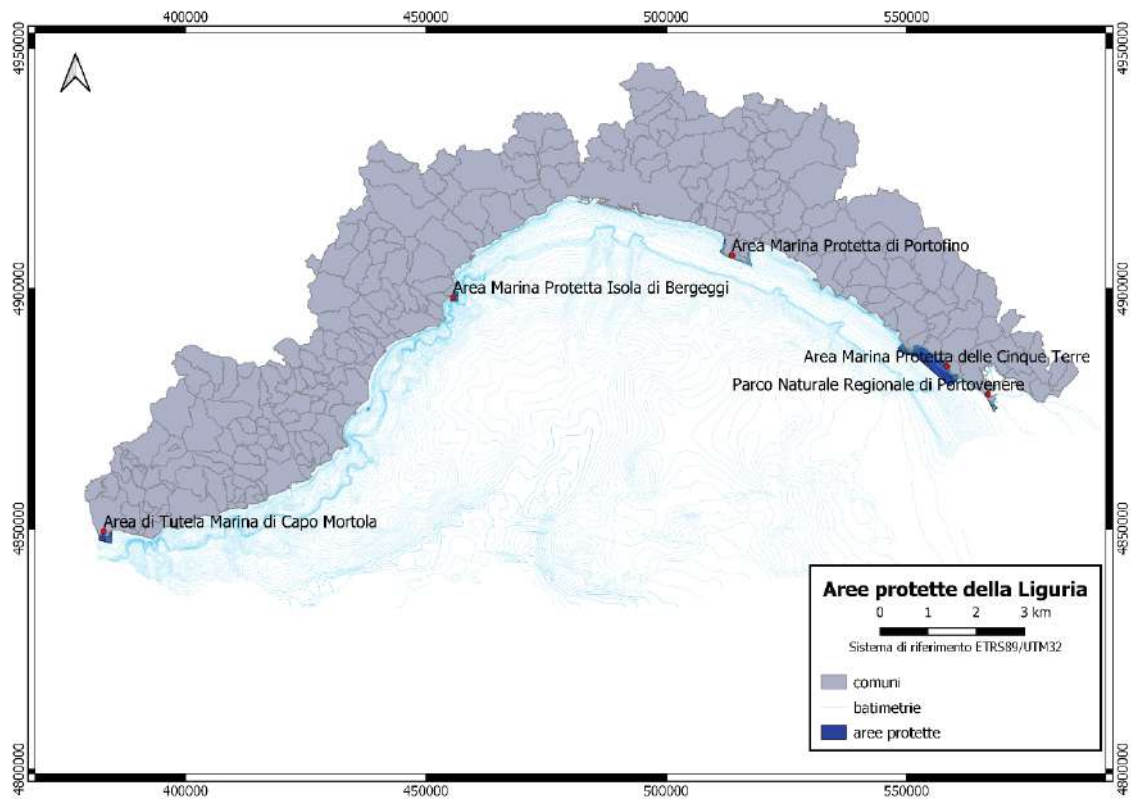 400000
450000
500000
550000
4950000
4950000
Area Marina Protetta di Portofino
4900000
Area Marina Protetta Isola di Bergeggi
4900000
Area Marina Protetta delle Cinque Terre
Parco Naturale Regionale di Portovenere
4850000
Area di Tutela Marina di Capo Mortola
4850000
Aree protette della Liguria
0 1 2 3 km
Sistema di riferimento ETRS89/UTM32
comuni
batimetrie
aree protette
4800000
4800000
400000
450000
500000
550000